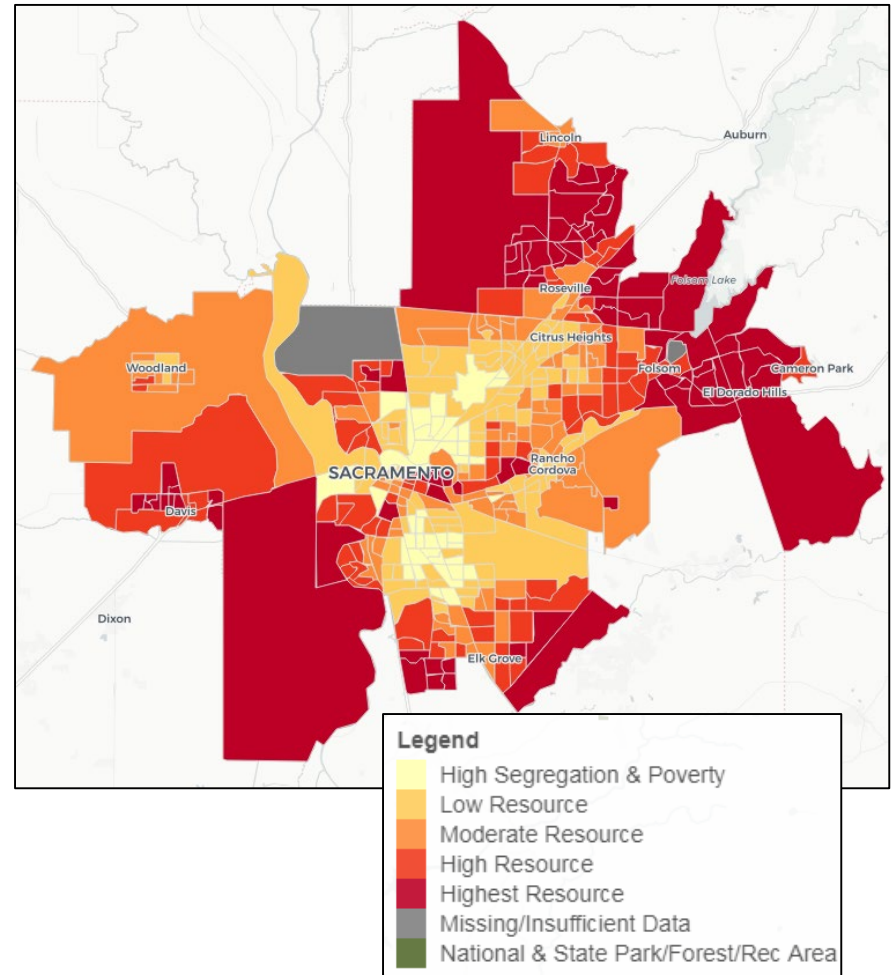 Lincoln
Auburn
Folsom Lake
Roseville
Citrus Heights
Woodland
Folsom
Cameron Park
El Dorado Hills
Rancho
Cordova
SACRAMENTO
Davis
Dixon
Elk Grove
Legend
High Segregation & Poverty
Low Resource
Moderate Resource
High Resource
Highest Resource
Missing/Insufficient Data
National & State Park/Forest/Rec Area